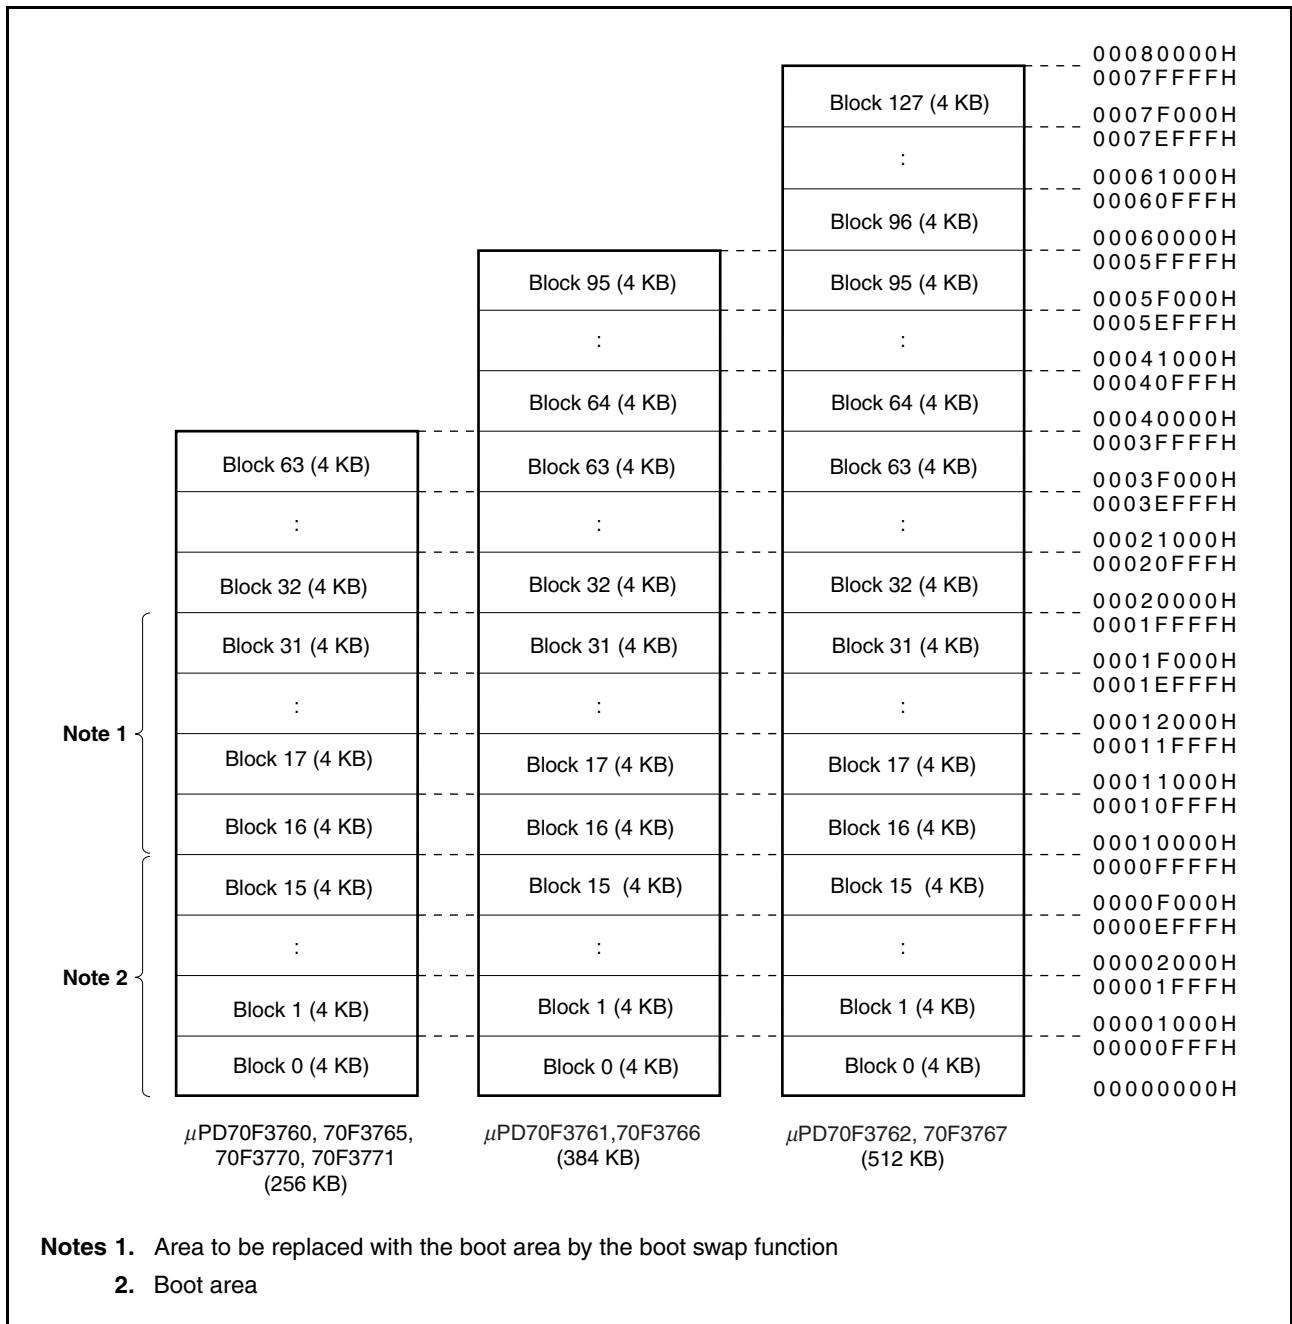 00080000H
0007FFFFH
Block 127 (4 KB)
0007F000H
0007EFFFH
:
00061000H
00060FFFH
Block 96 (4 KB)
00060000H
0005FFFFH
Block 95 (4 KB) Block 95 (4 KB)
0005F000H
0005EFFFH
: :
00041000H
00040FFFH
Block 64 (4 KB) Block 64 (4 KB)
00040000H
0003FFFFH
Block 63 (4 KB) Block 63 (4 KB) Block 63 (4 KB)
0003F000H
0003EFFFH
: : :
00021000H
00020FFFH
Block 32 (4 KB) Block 32 (4 KB) Block 32 (4 KB)
00020000H
0001FFFFH
Block 31 (4 KB) Block 31 (4 KB) Block 31 (4 KB)
0001F000H
0001EFFFH
: : :
Note 1
00012000H
00011FFFH
Block 17 (4 KB) Block 17 (4 KB) Block 17 (4 KB)
00011000H
00010FFFH
Block 16 (4 KB) Block 16 (4 KB) Block 16 (4 KB)
00010000H
0000FFFFH
Block 15 (4 KB) Block 15 (4 KB) Block 15 (4 KB)
0000F000H
0000EFFFH
: : :
Note 2
00002000H
00001FFFH
Block 1 (4 KB) Block 1 (4 KB) Block 1 (4 KB)
00001000H
00000FFFH
Block 0 (4 KB) Block 0 (4 KB) Block 0 (4 KB)
00000000H
μPD70F3760, 70F3765,
70F3770, 70F3771
(256 KB)
μPD70F3761,70F3766
(384 KB)
μPD70F3762, 70F3767
(512 KB)
Notes 1. Area to be replaced with the boot area by the boot swap function
2. Boot area